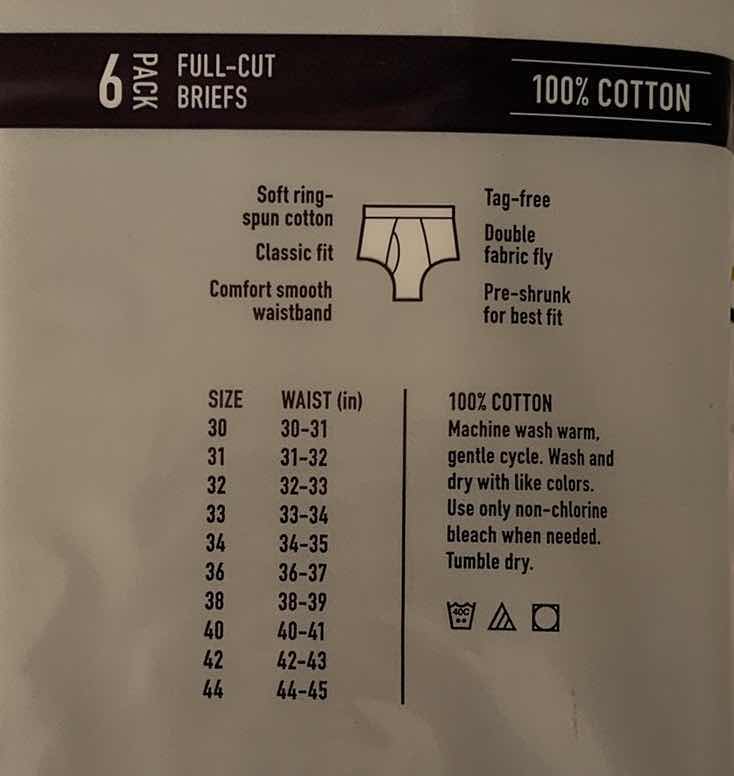 6 PACK
FULL-CUT
BRIEFS
100% COTTON
Soft ring-
spun cotton
Classic fit
Comfort smooth
waistband
Tag-free
Double
fabric fly
Pre-shrunk
for best fit
SIZE WAIST (in)
30 30-31
31 31-32
32 32-33
33 33-34
34 34-35
36 36-37
38 38-39
40 40-41
42 42-43
44 44-45
100% COTTON
Machine wash warm,
gentle cycle. Wash and
dry with like colors.
Use only non-chlorine
bleach when needed.
Tumble dry.
40C